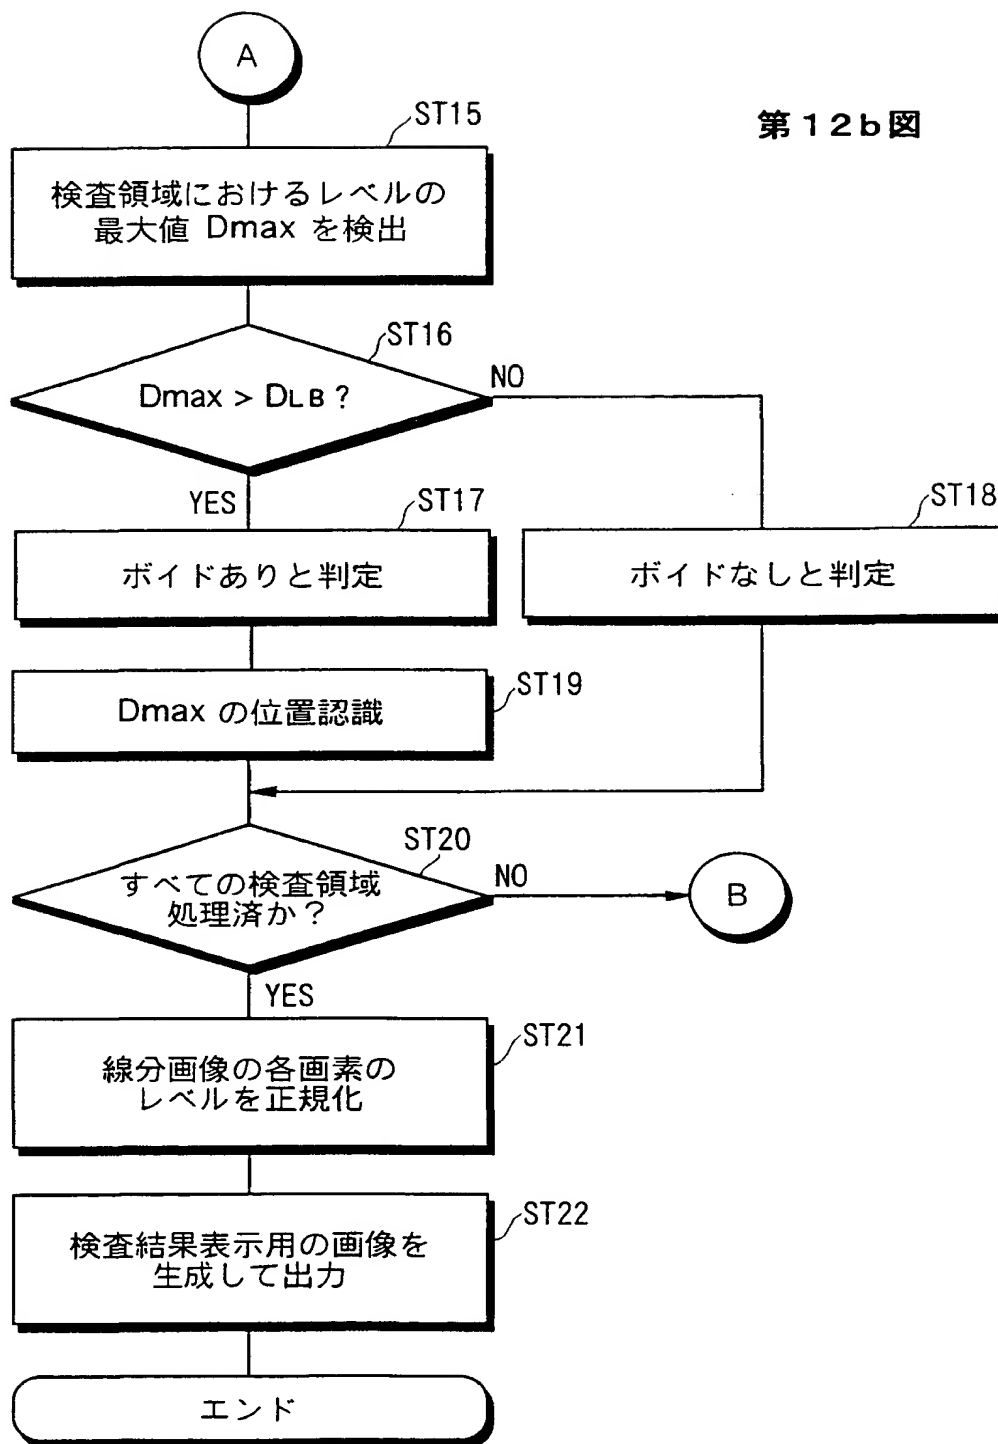 A
第12b図
ST15
検査領域におけるレベルの
最大値 Dmax を検出
ST16
Dmax > DLB ?
NO
YES
ST17
ボイドありと判定
ST18
ボイドなしと判定
ST19
Dmax の位置認識
ST20
すべての検査領域
処理済か?
NO
B
YES
ST21
線分画像の各画素の
レベルを正規化
ST22
検査結果表示用の画像を
生成して出力
エンド